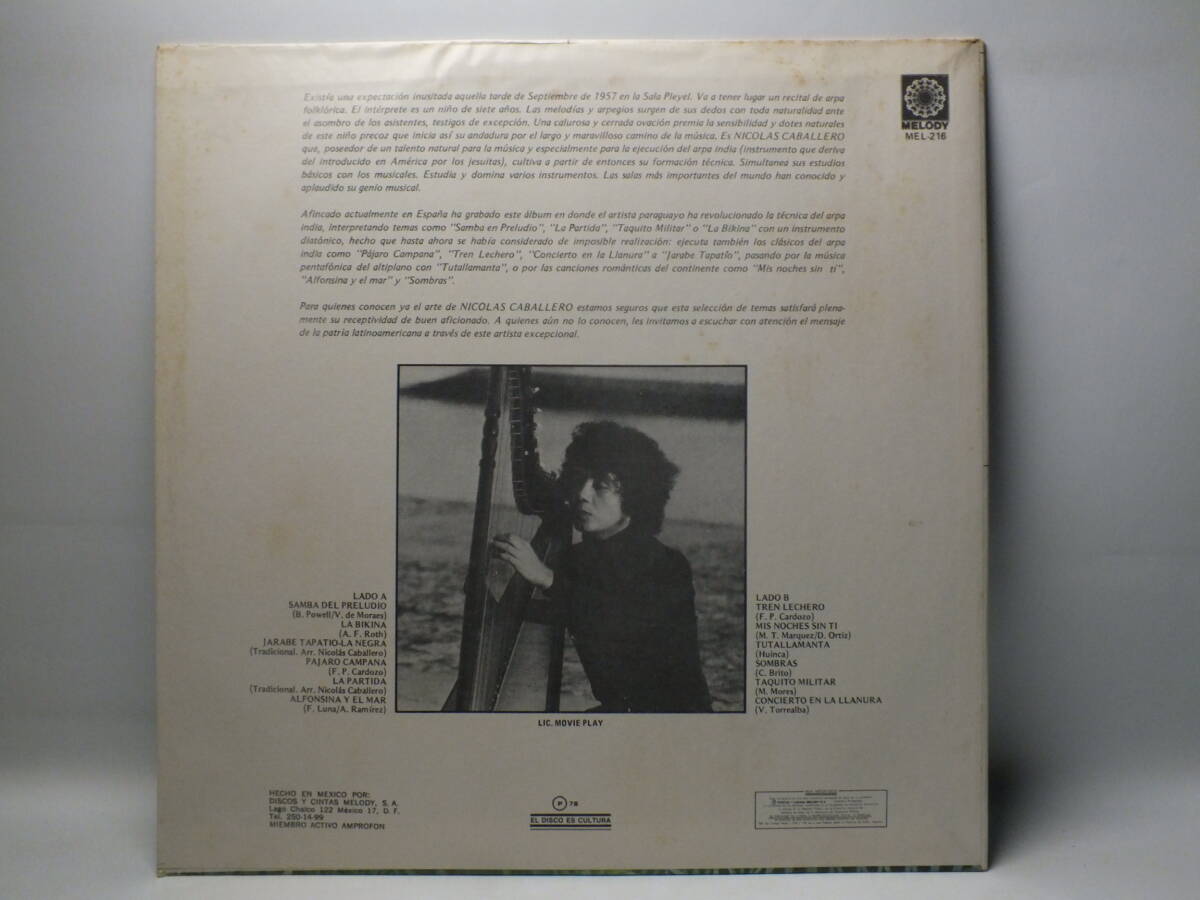 Existía una expectación inusitada aquella tarde de Septiembre de 1957 en la Sala Pleyel. Va a tener lugar un recital de arpa
folklórica. El intérprete es un niño de siete años. Las melodías y arpegios surgen de sus dedos con toda naturalidad ante
el asombro de los asistentes, testigos de excepción. Una calurosa y cerrada ovación premia la sensibilidad y dotes naturales
de este niño precoz que inicia así su andadura por el largo y maravilloso camino de la música. Es NICOLAS CABALLERO
que, poseedor de un talento natural para la música y especialmente para la ejecución del arpa india (instrumento que deriva
del introducido en América por los jesuitas), cultiva a partir de entonces su formación técnica. Simultanea sus estudios
básicos con los musicales. Estudia y domina varios instrumentos. Las salas más importantes del mundo han conocido y
aplaudido su genio musical.
Afincado actualmente en España ha grabado este álbum en donde el artista paraguayo ha revolucionado la técnica del arpa
india, interpretando temas como "Samba en Preludio", "La Partida", "Taquito Militar" o "La Bikina" con un instrumento
diatónico, hecho que hasta ahora se había considerado de imposible realización: ejecuta también los clásicos del arpa
india como "Pájaro Campana", "Tren Lechero", "Concierto en la Llanura" a "Jarabe Tapatío", pasando por la música
pentafónica del altiplano con "Tutallamanta", o por las canciones románticas del continente como "Mis noches sin ti",
"Alfonsina y el mar" y "Sombras".
Para quienes conocen ya el arte de NICOLAS CABALLERO estamos seguros que esta selección de temas satisfará plena-
mente su receptividad de buen aficionado. A quienes aún no lo conocen, les invitamos a escuchar con atención el mensaje
de la patria latinoamericana a través de este artista excepcional.
MELODY
MEL-216
LADO A
SAMBA DEL PRELUDIO
(B. Powell/V. de Moraes)
LA BIKINA
(A. F. Roth)
JARABE TAPATIO-LA NEGRA
(Tradicional. Arr. Nicolás Caballero)
PAJARO CAMPANA
(F. P. Cardozo)
LA PARTIDA
(Tradicional. Arr. Nicolás Caballero)
ALFONSINA Y EL MAR
(F. Luna/A. Ramírez)
LADO B
TREN LECHERO
(F. P. Cardozo)
MIS NOCHES SIN TI
(M. T. Marquez/D. Ortiz)
TUTALLAMANTA
(Huinca)
SOMBRAS
(C. Brito)
TAQUITO MILITAR
(M. Mores)
CONCIERTO EN LA LLANURA
(V. Torrealba)
LIC. MOVIE PLAY
HECHO EN MEXICO POR:
DISCOS Y CINTAS MELODY, S. A.
Lago Chalco 122 México 17, D. F.
Tel. 250-14-99
MIEMBRO ACTIVO AMPROFON
P 78
EL DISCO ES CULTURA